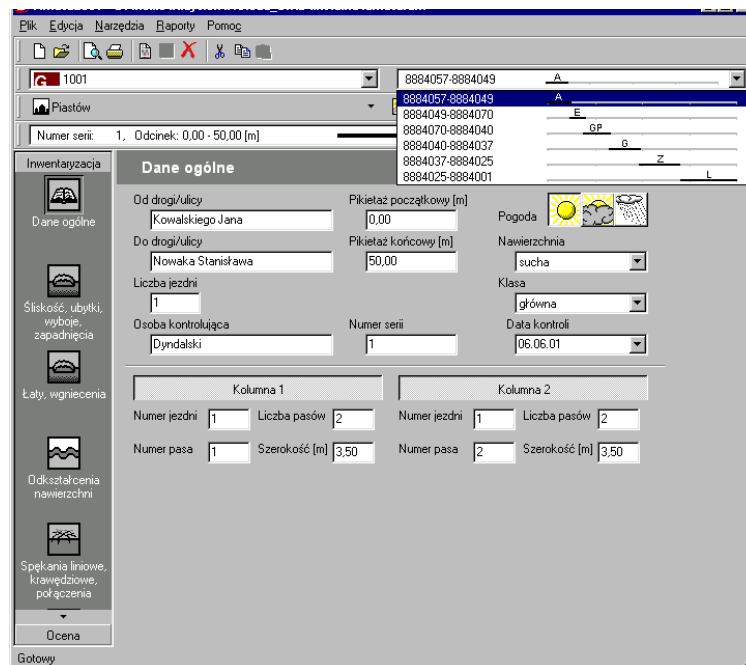 Plik Edycja Narzędzia Raporty Pomoc
G 1001
8884057-8884049 A
Piastów
8884057-8884049 A
8884049-8884070 E
8884070-8884040 GP
8884040-8884037 G
8884037-8884025 Z
8884025-8884001 L
Numer serii: 1, Odcinek: 0,00 - 50,00 [m]
Inwentaryzacja
Dane ogólne
Dane ogólne
Śliskość, ubytki, wyboje, zapadnięcia
Łaty, wgniecenia
Odkształcenia nawierzchni
Spękania liniowe, krawędziowe, połączenia
Ocena
Od drogi/ulicy
Kowalskiego Jana
Pikietaż początkowy [m]
0,00
Pogoda
Do drogi/ulicy
Nowaka Stanisława
Pikietaż końcowy [m]
50,00
Nawierzchnia
sucha
Liczba jezdni
1
Klasa
główna
Osoba kontrolująca
Dyndalski
Numer serii
1
Data kontroli
06.06.01
Kolumna 1
Kolumna 2
Numer jezdni 1 Liczba pasów 2
Numer jezdni 1 Liczba pasów 2
Numer pasa 1 Szerokość [m] 3,50
Numer pasa 2 Szerokość [m] 3,50
Gotowy